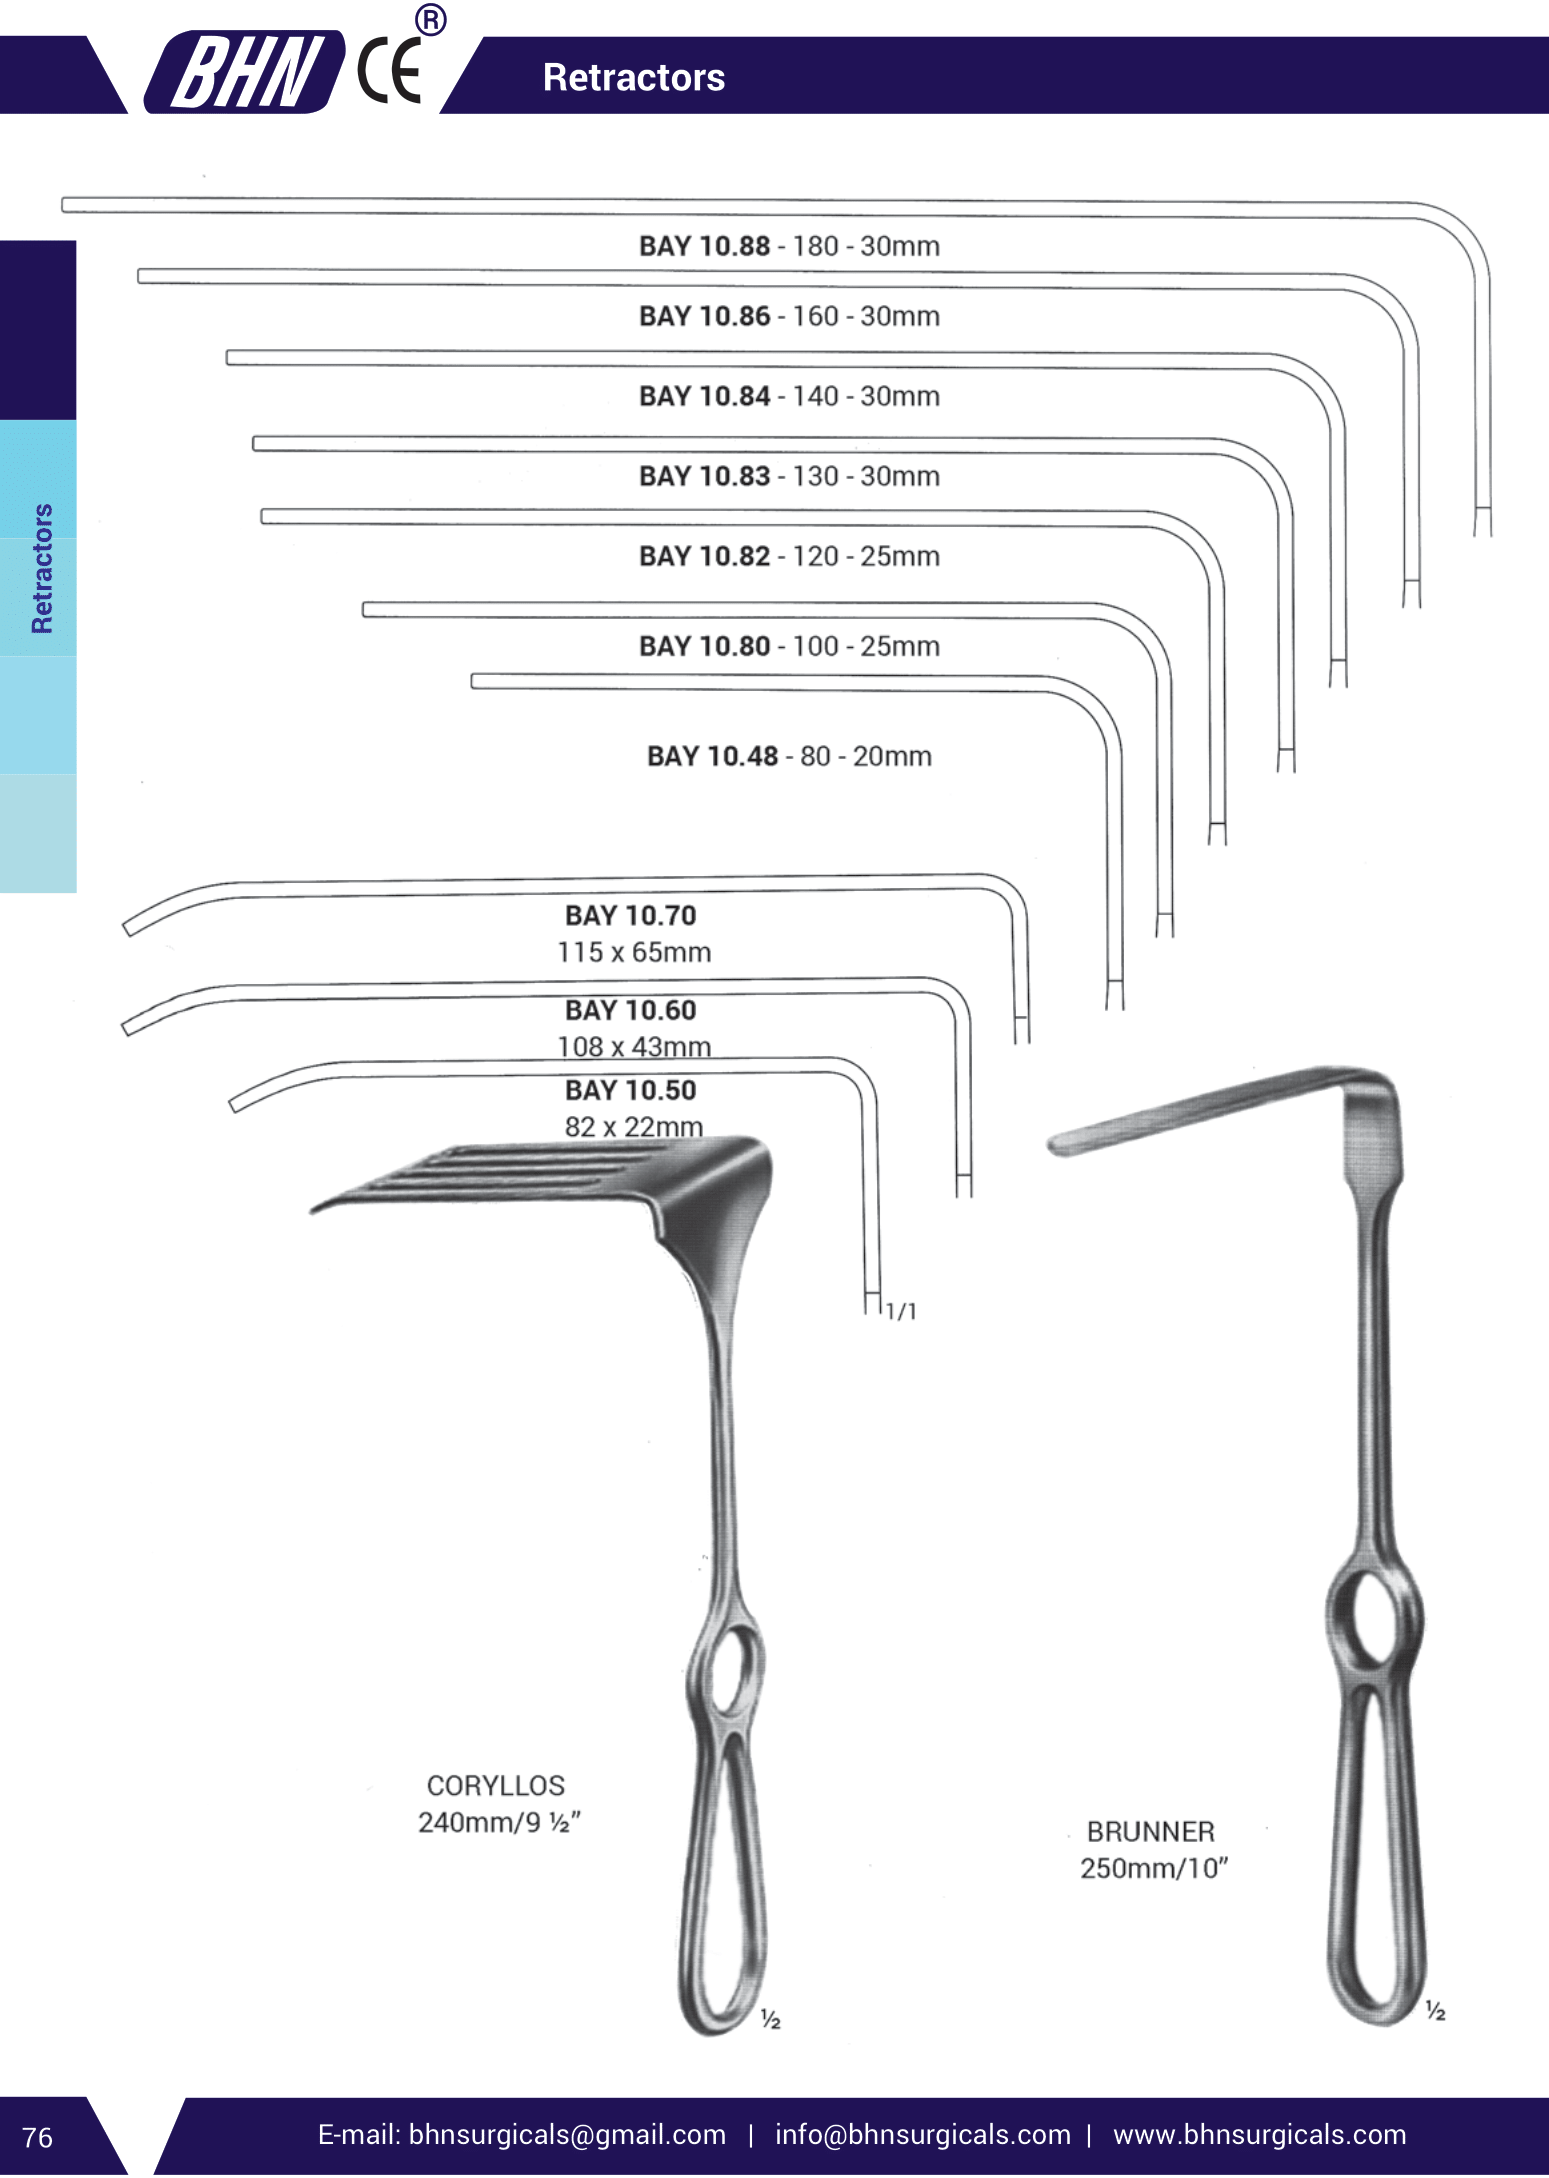 BHN CE ®
Retractors
BAY 10.88 - 180 - 30mm
BAY 10.86 - 160 - 30mm
BAY 10.84 - 140 - 30mm
BAY 10.83 - 130 - 30mm
BAY 10.82 - 120 - 25mm
BAY 10.80 - 100 - 25mm
BAY 10.48 - 80 - 20mm
Retractors
BAY 10.70
115 x 65mm
BAY 10.60
108 x 43mm
BAY 10.50
82 x 22mm
1/1
CORYLLOS
240mm/9 ½”
½
BRUNNER
250mm/10”
½
76
E-mail: bhnsurgicals@gmail.com | info@bhnsurgicals.com | www.bhnsurgicals.com